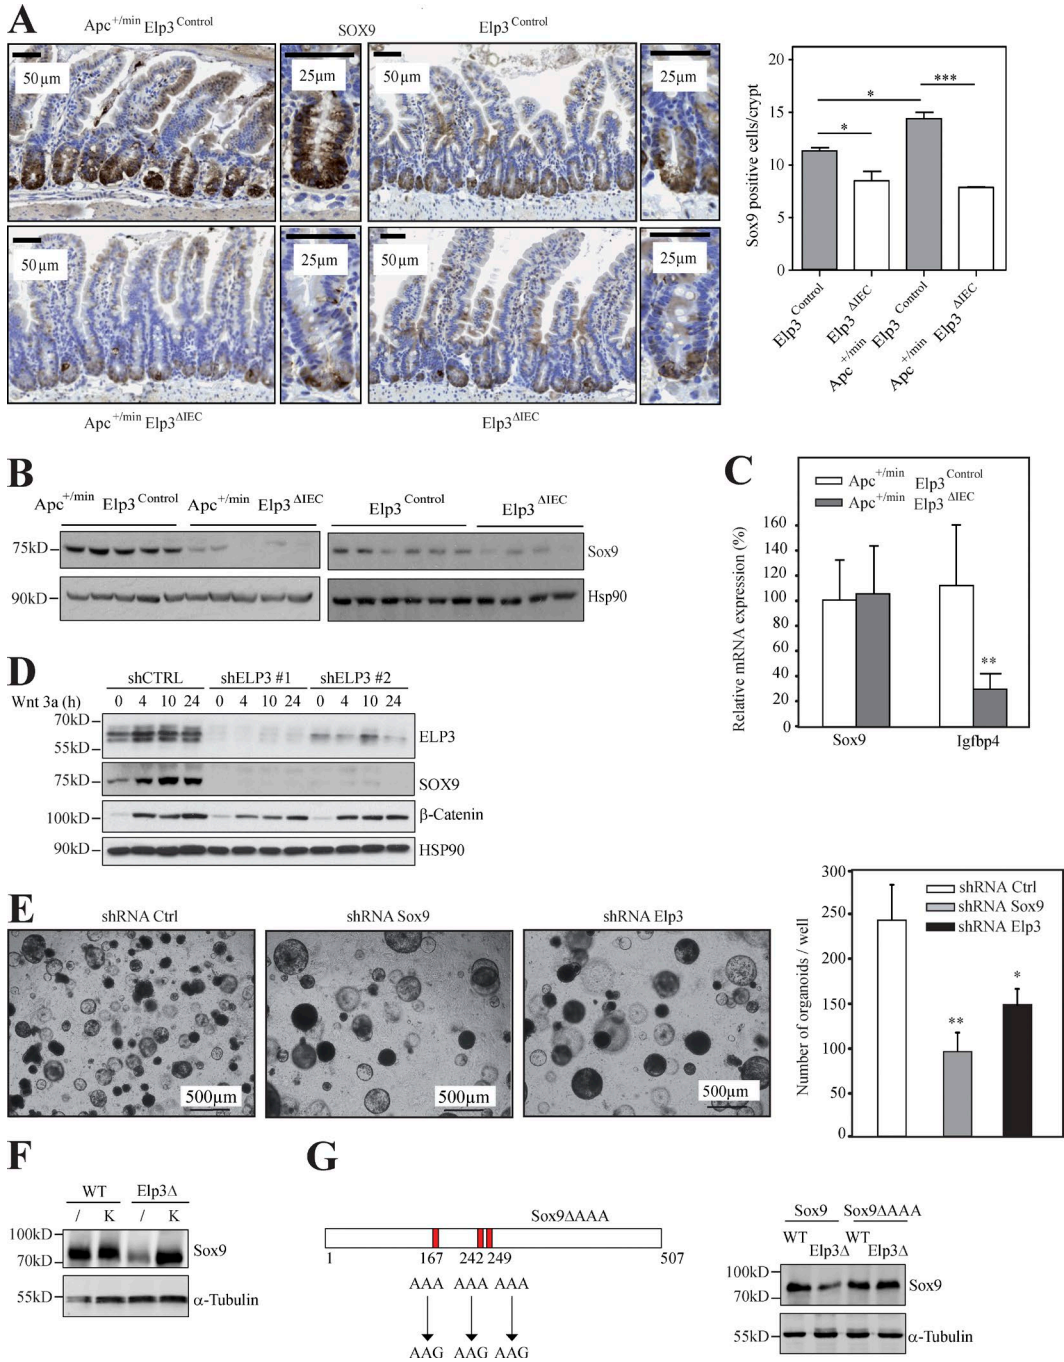 A
Apc+/min Elp3Control
SOX9
Elp3Control
50μm
25μm
50μm
25μm
50μm
25μm
50μm
25μm
Apc+/min Elp3ΔIEC
Elp3ΔIEC
Sox9 positive cells/crypt
20
15
10
5
0
*
*
***
Elp3Control
Elp3ΔIEC
Apc+/min Elp3Control
Apc+/min Elp3ΔIEC
B
Apc+/min Elp3Control
Apc+/min Elp3ΔIEC
Elp3Control
Elp3ΔIEC
75kD
Sox9
90kD
Hsp90
C
Apc+/min Elp3Control
Apc+/min Elp3ΔIEC
Relative mRNA expression (%)
160
140
120
100
80
60
40
20
0
**
Sox9
Igfbp4
D
shCTRL
shELP3 #1
shELP3 #2
Wnt 3a (h) 0 4 10 24 0 4 10 24 0 4 10 24
70kD
55kD
ELP3
75kD
SOX9
100kD
β-Catenin
90kD
HSP90
E
shRNA Ctrl
shRNA Sox9
shRNA Elp3
500μm
500μm
500μm
Number of organoids / well
300
250
200
150
100
50
0
shRNA Ctrl
shRNA Sox9
shRNA Elp3
**
*
F
WT Elp3Δ
/ K / K
100kD
70kD
Sox9
55kD
α-Tubulin
G
Sox9ΔAAA
1 167 242 249 507
AAA AAA AAA
AAG AAG AAG
Sox9 Sox9ΔAAA
WT WT
Elp3Δ Elp3Δ
100kD
70kD
Sox9
55kD
α-Tubulin